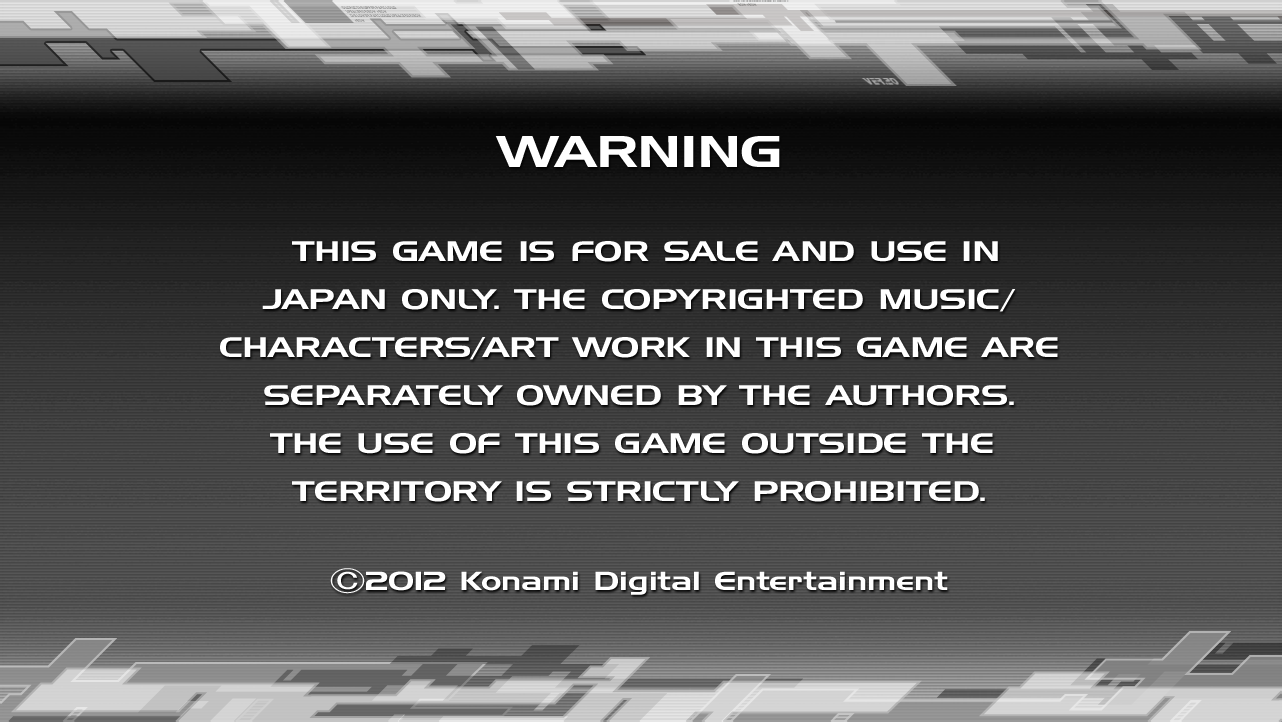 VER.20
WARNING
THIS GAME IS FOR SALE AND USE IN
JAPAN ONLY. THE COPYRIGHTED MUSIC/
CHARACTERS/ART WORK IN THIS GAME ARE
SEPARATELY OWNED BY THE AUTHORS.
THE USE OF THIS GAME OUTSIDE THE
TERRITORY IS STRICTLY PROHIBITED.
©2012 Konami Digital Entertainment